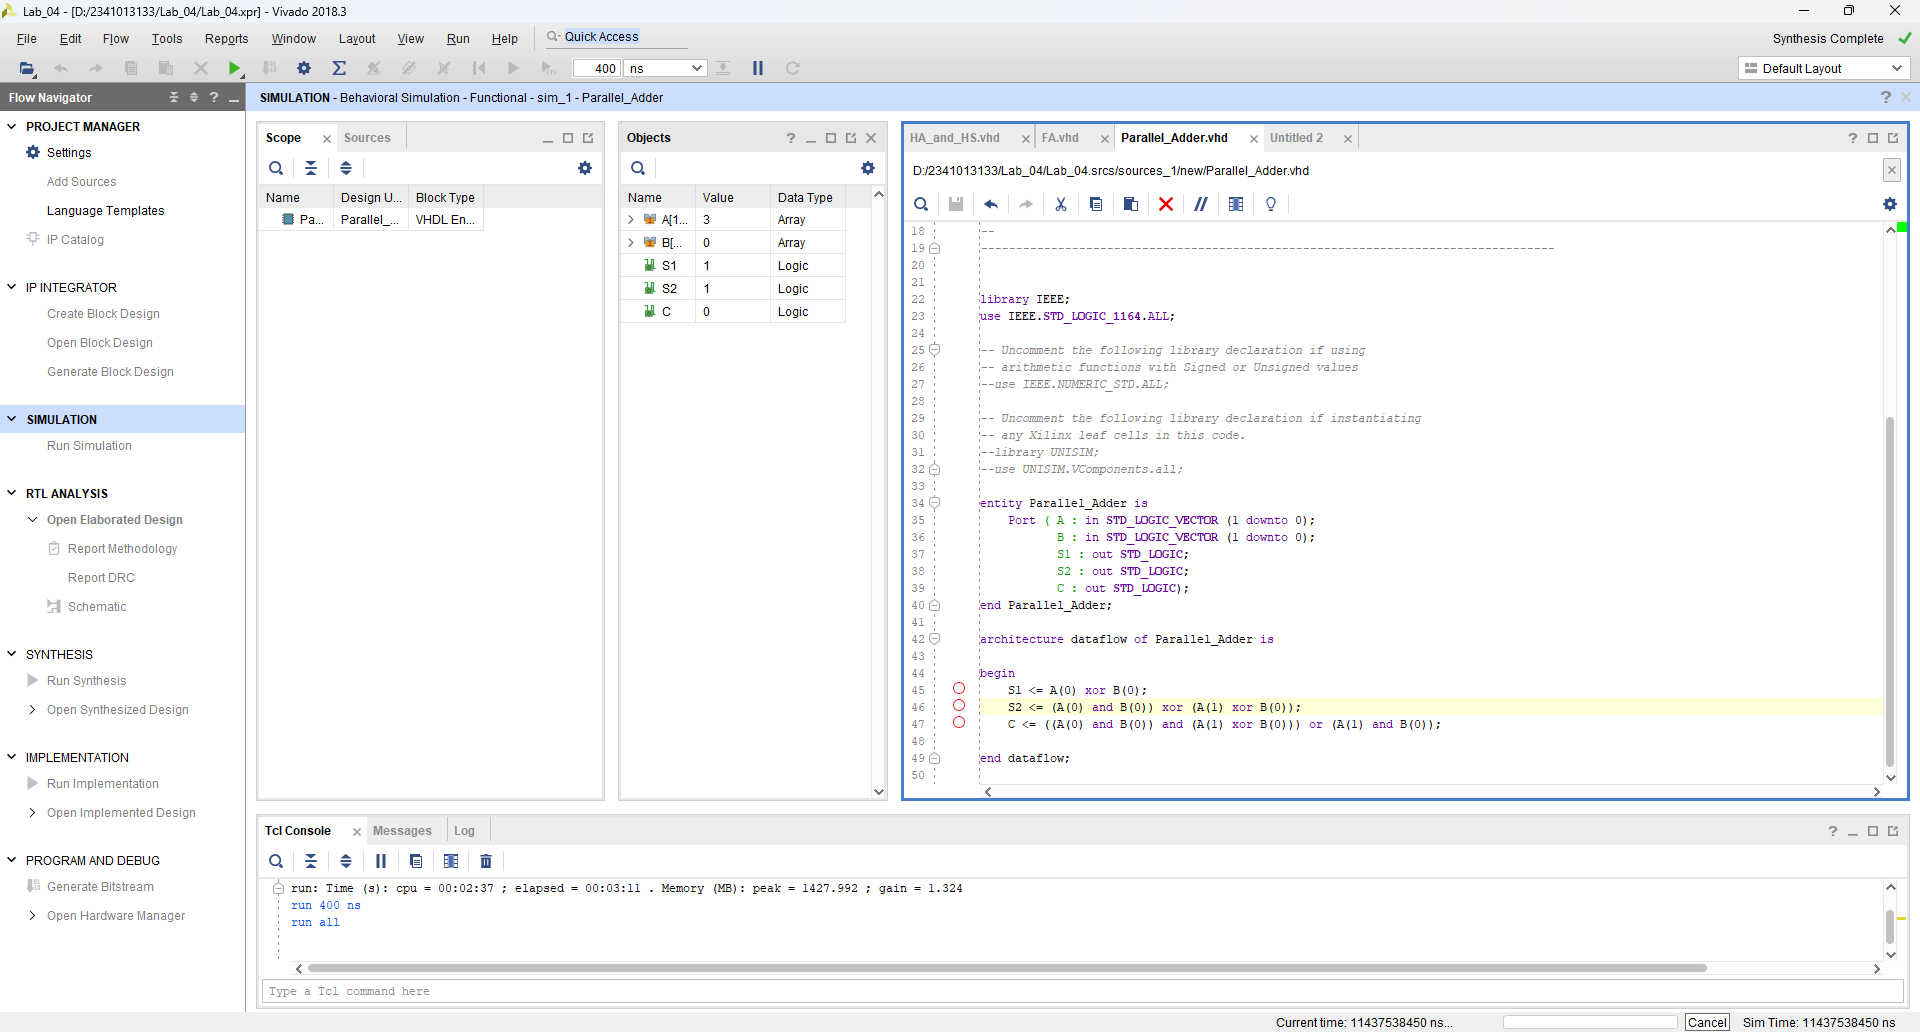 Lab_04 - [D:/2341013133/Lab_04/Lab_04.xpr] - Vivado 2018.3
File Edit Flow Tools Reports Window Layout View Run Help Quick Access
Synthesis Complete
400 ns
Default Layout
Flow Navigator
SIMULATION - Behavioral Simulation - Functional - sim_1 - Parallel_Adder
PROJECT MANAGER
Settings
Add Sources
Language Templates
IP Catalog
IP INTEGRATOR
Create Block Design
Open Block Design
Generate Block Design
SIMULATION
Run Simulation
RTL ANALYSIS
Open Elaborated Design
Report Methodology
Report DRC
Schematic
SYNTHESIS
Run Synthesis
Open Synthesized Design
IMPLEMENTATION
Run Implementation
Open Implemented Design
PROGRAM AND DEBUG
Generate Bitstream
Open Hardware Manager
Scope Sources
Name Design U... Block Type
Pa... Parallel_... VHDL En...
Objects
Name Value Data Type
A[1... 3 Array
B[... 0 Array
S1 1 Logic
S2 1 Logic
C 0 Logic
HA_and_HS.vhd FA.vhd Parallel_Adder.vhd Untitled 2
D:/2341013133/Lab_04/Lab_04.srcs/sources_1/new/Parallel_Adder.vhd
18 --
19 ----------------------------------------------------------------------------------
20
21
22 library IEEE;
23 use IEEE.STD_LOGIC_1164.ALL;
24
25 -- Uncomment the following library declaration if using
26 -- arithmetic functions with Signed or Unsigned values
27 --use IEEE.NUMERIC_STD.ALL;
28
29 -- Uncomment the following library declaration if instantiating
30 -- any Xilinx leaf cells in this code.
31 --library UNISIM;
32 --use UNISIM.VComponents.all;
33
34 entity Parallel_Adder is
35 Port ( A : in STD_LOGIC_VECTOR (1 downto 0);
36 B : in STD_LOGIC_VECTOR (1 downto 0);
37 S1 : out STD_LOGIC;
38 S2 : out STD_LOGIC;
39 C : out STD_LOGIC);
40 end Parallel_Adder;
41
42 architecture dataflow of Parallel_Adder is
43
44 begin
45 S1 <= A(0) xor B(0);
46 S2 <= (A(0) and B(0)) xor (A(1) xor B(0));
47 C <= ((A(0) and B(0)) and (A(1) xor B(0))) or (A(1) and B(0));
48
49 end dataflow;
50
Tcl Console Messages Log
run: Time (s): cpu = 00:02:37 ; elapsed = 00:03:11 . Memory (MB): peak = 1427.992 ; gain = 1.324
run 400 ns
run all
Type a Tcl command here
Current time: 11437538450 ns... Cancel Sim Time: 11437538450 ns